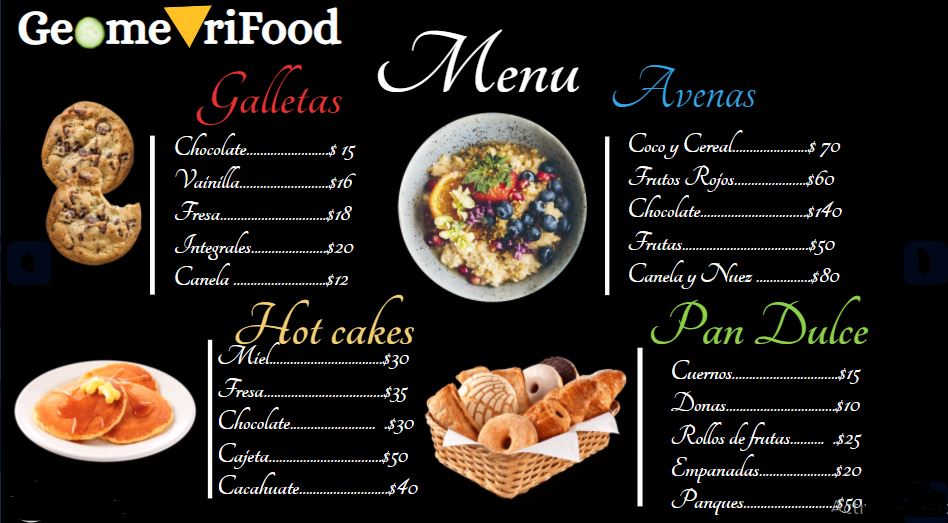 GeomeTriFood
Menu
Galletas
Chocolate........................$ 15
Vainilla.........................$16
Fresa...............................$18
Integrales......................$20
Canela ...........................$12
Avenas
Coco y Cereal......................$ 70
Frutos Rojos.....................$60
Chocolate...............................$140
Frutas.....................................$50
Canela y Nuez ................$80
Hot cakes
Miel.................................$30
Fresa...................................$35
Chocolate......................... ..$30
Cajeta.................................$50
Cacahuate..........................$40
Pan Dulce
Cuernos...............................$15
Donas................................$10
Rollos de frutas.......... ..$25
Empanadas......................$20
Panques................................$50